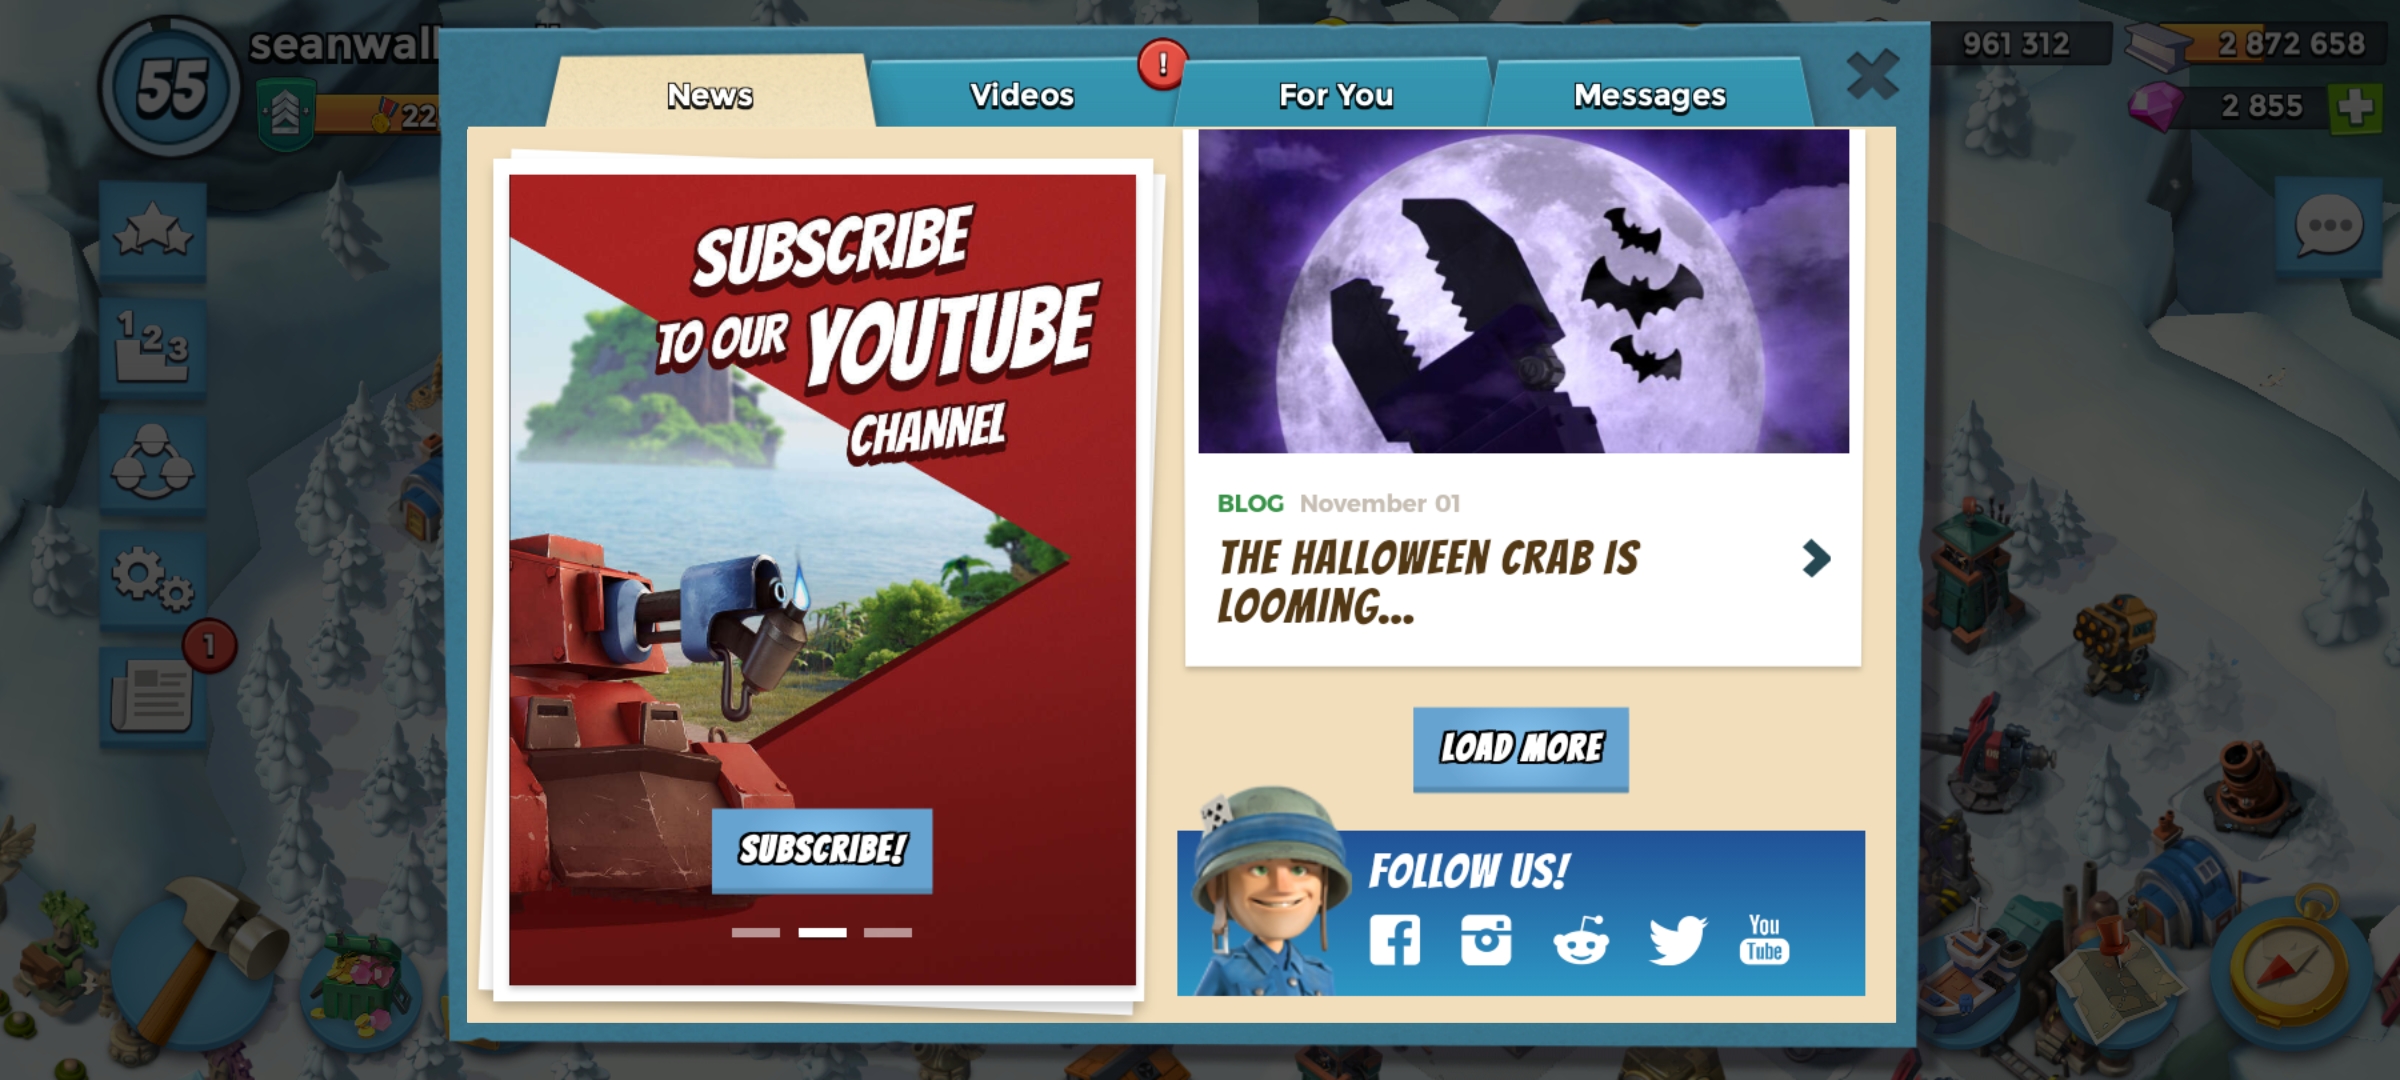 55
seanwall
22
961 312
2 872 658
2 855
News
Videos
!
For You
Messages
1 2 3
1
SUBSCRIBE
TO OUR YOUTUBE
CHANNEL
SUBSCRIBE!
BLOG November 01
THE HALLOWEEN CRAB IS
LOOMING...
LOAD MORE
FOLLOW US!
You
Tube